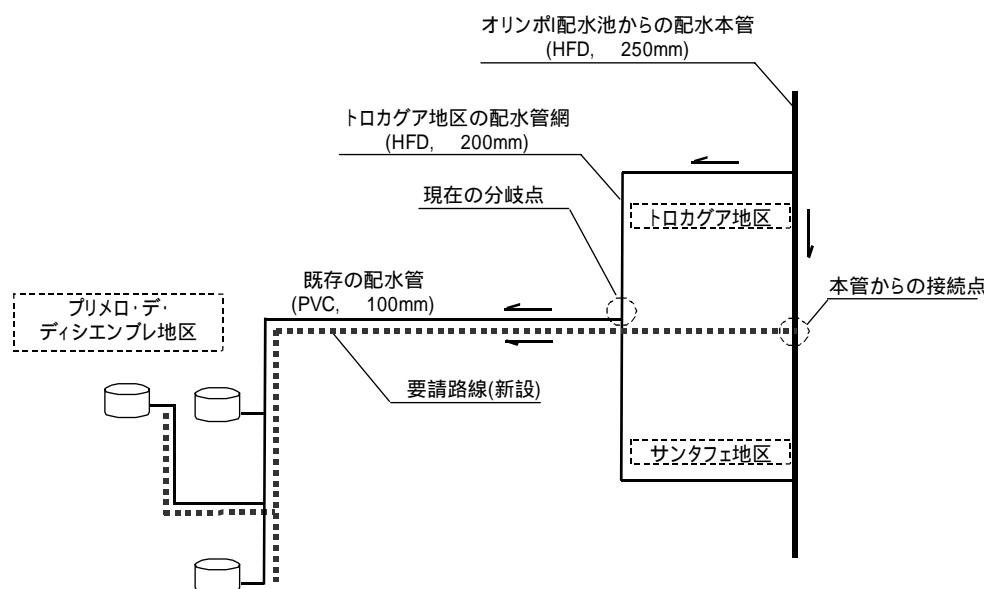 オリンポI配水池からの配水本管
(HFD, 250mm)
トロカグア地区の配水管網
(HFD, 200mm)
現在の分岐点
トロカグア地区
既存の配水管
(PVC, 100mm)
本管からの接続点
プリメロ・デ・
ディシエンブレ地区
要請路線(新設)
サンタフェ地区